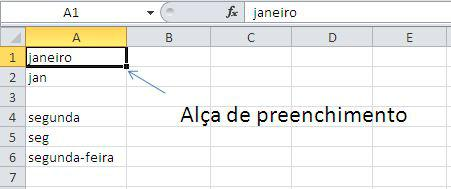 A1 fx janeiro
A B C D E
1 janeiro
2 jan
Alça de preenchimento
3
4 segunda
5 seg
6 segunda-feira
7